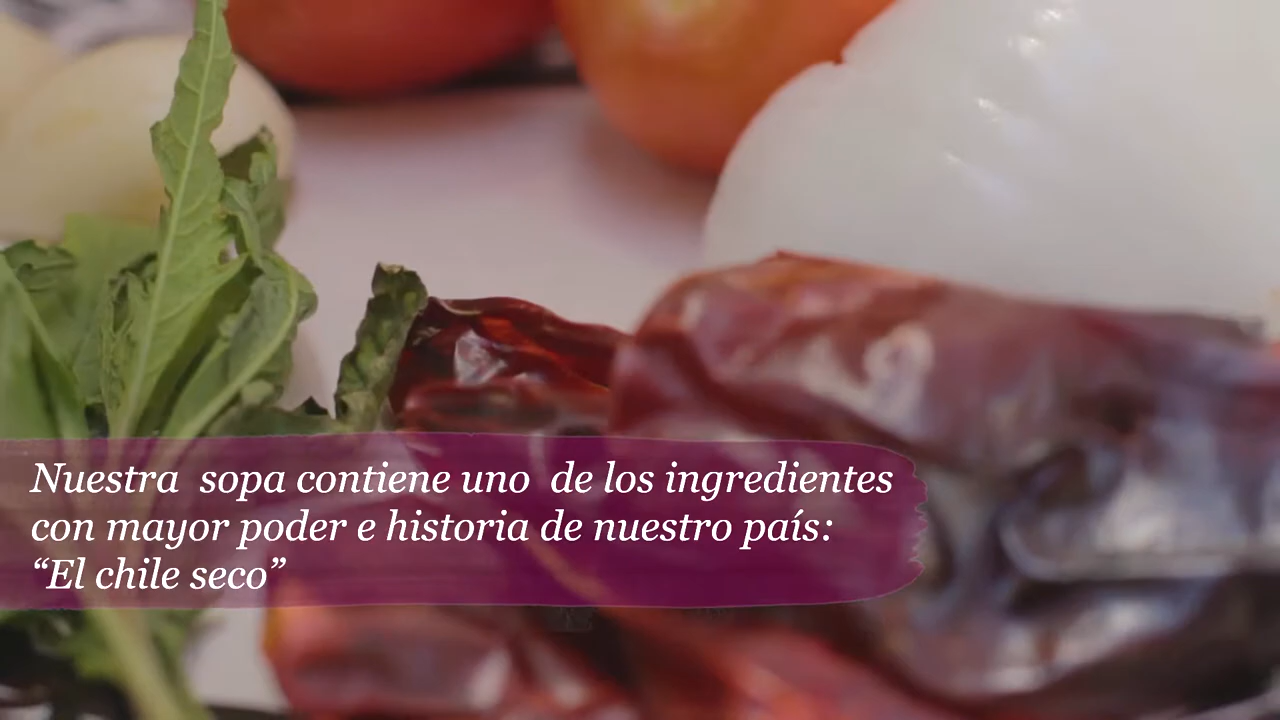 Nuestra  sopa contiene uno  de los ingredientes
con mayor poder e historia de nuestro país:
“El chile seco”